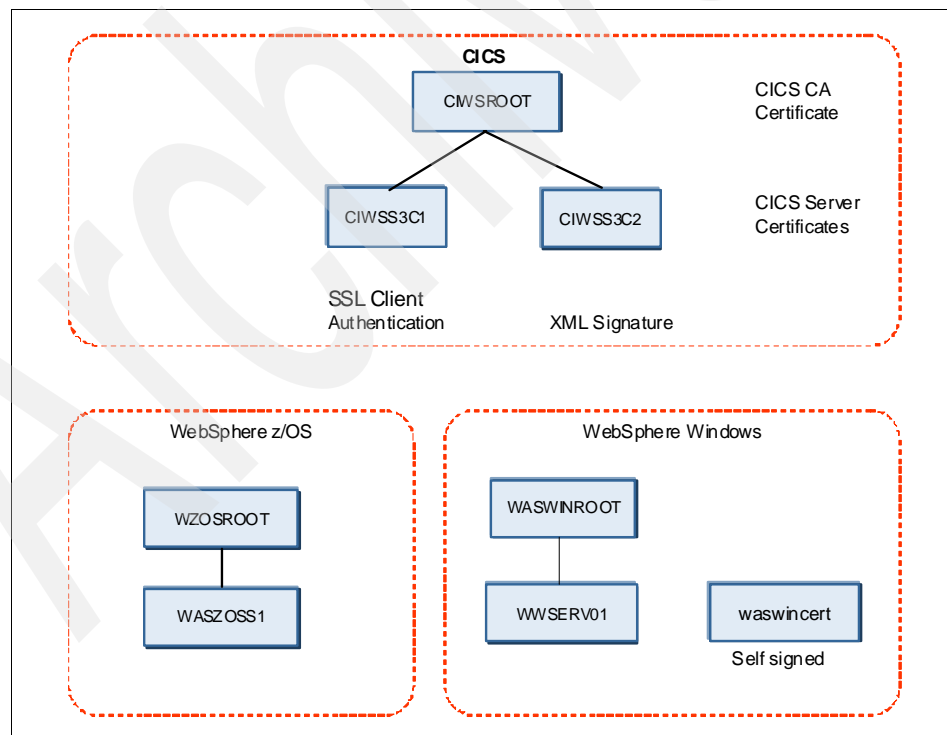 CICS
CIWSROOT
CICS CA
Certificate
CIWSS3C1
CIWSS3C2
CICS Server
Certificates
SSL Client
Authentication
XML Signature
WebSphere z/OS
WZOSROOT
WASZOSS1
WebSphere Windows
WASWINROOT
WWSERV01
waswincert
Self signed
Archiv